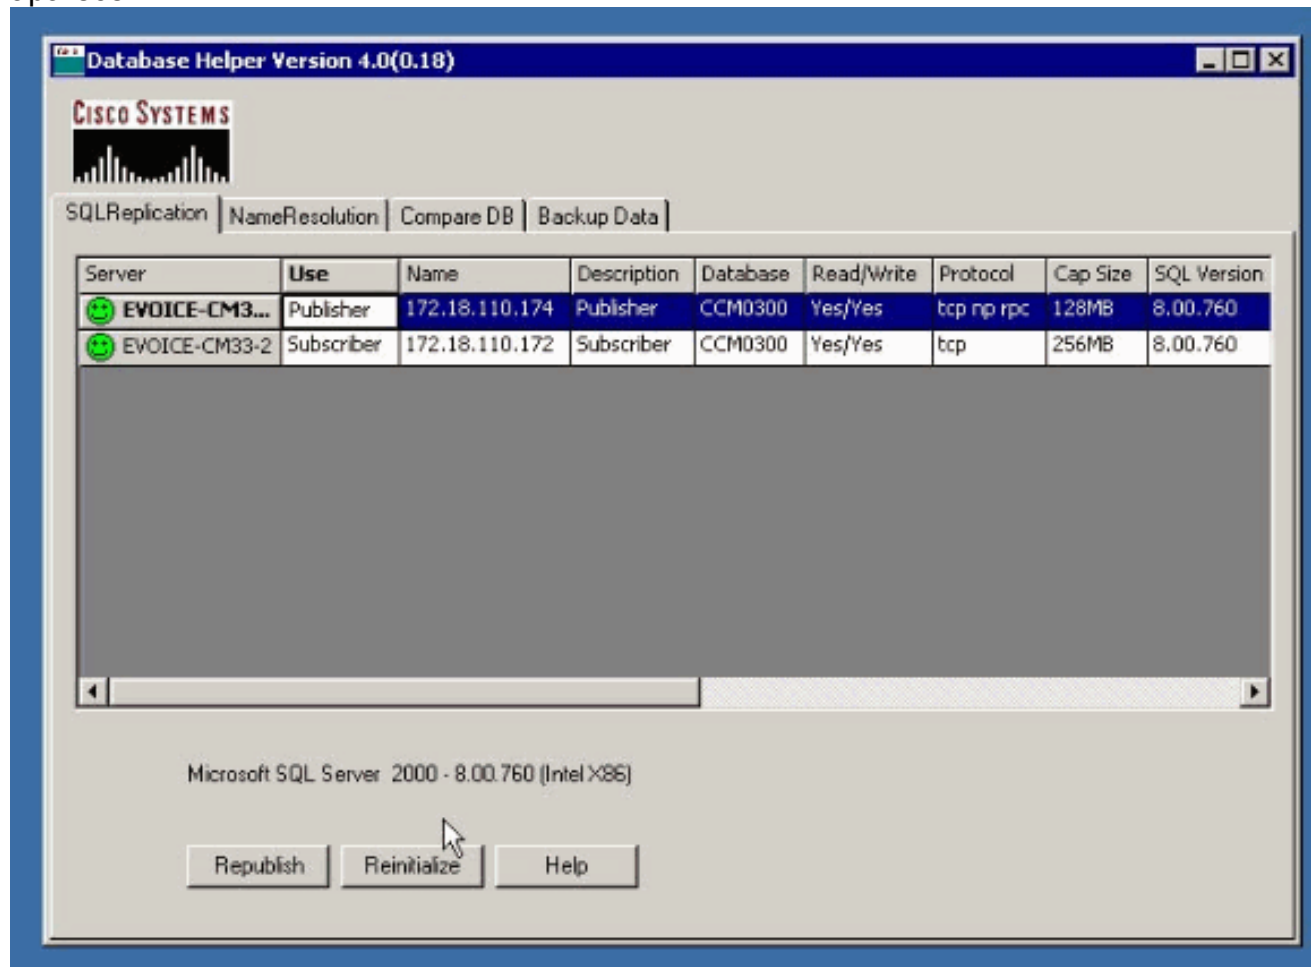 Database Helper Version 4.0(0.18)
CISCO SYSTEMS
SQLReplication NameResolution Compare DB Backup Data
Server Use Name Description Database Read/Write Protocol Cap Size SQL Version
EVOICE-CM3... Publisher 172.18.110.174 Publisher CCM0300 Yes/Yes tcp np rpc 128MB 8.00.760
EVOICE-CM33-2 Subscriber 172.18.110.172 Subscriber CCM0300 Yes/Yes tcp 256MB 8.00.760
Microsoft SQL Server 2000 - 8.00.760 (Intel X86)
Republish Reinitialize Help